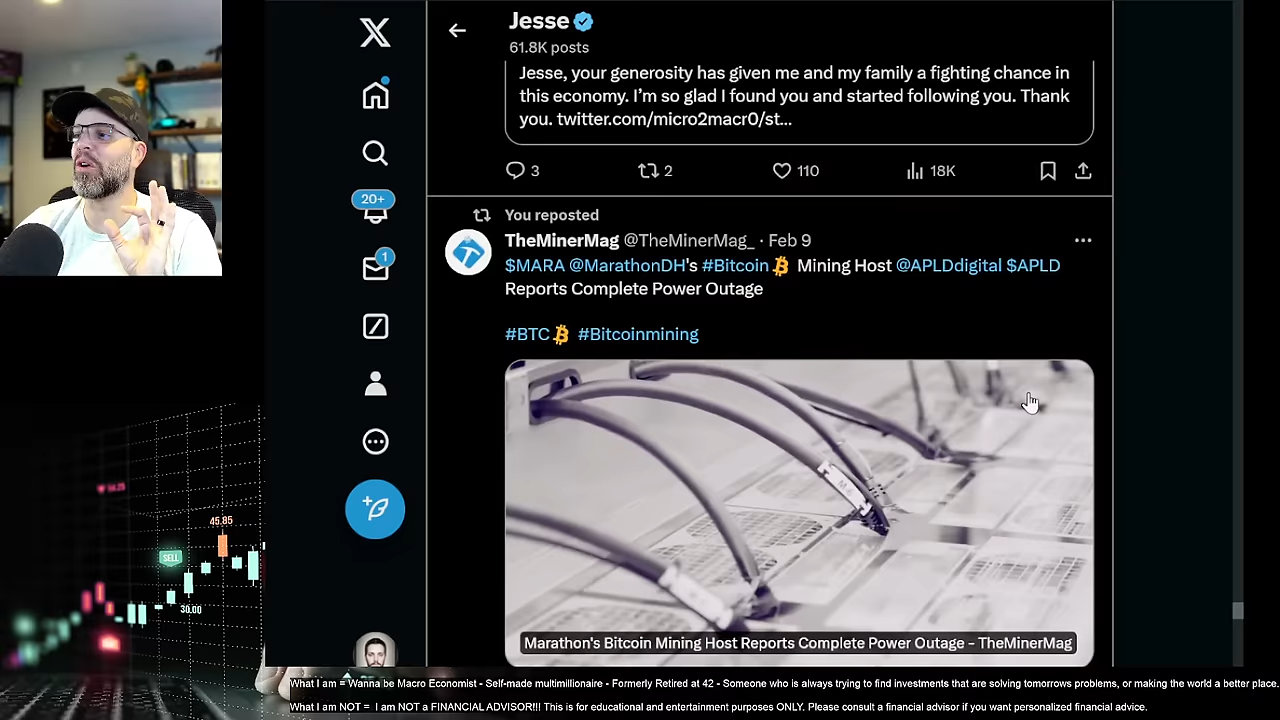 Jesse
61.8K posts
Jesse, your generosity has given me and my family a fighting chance in
this economy. I'm so glad I found you and started following you. Thank
you. twitter.com/micro2macr0/st...
3 2 110 18K
20+
You reposted
TheMinerMag @TheMinerMag_ · Feb 9
$MARA @MarathonDH's #Bitcoin Mining Host @APLDdigital $APLD
Reports Complete Power Outage
1
#BTC #Bitcoinmining
Marathon's Bitcoin Mining Host Reports Complete Power Outage - TheMinerMag
45.85
SELL
30.00
What I am = Wanna be Macro Economist - Self-made multimillionaire - Formerly Retired at 42 - Someone who is always trying to find investments that are solving tomorrows problems, or making the world a better place.
What I am NOT = I am NOT a FINANCIAL ADVISOR!!! This is for educational and entertainment purposes ONLY. Please consult a financial advisor if you want personalized financial advice.